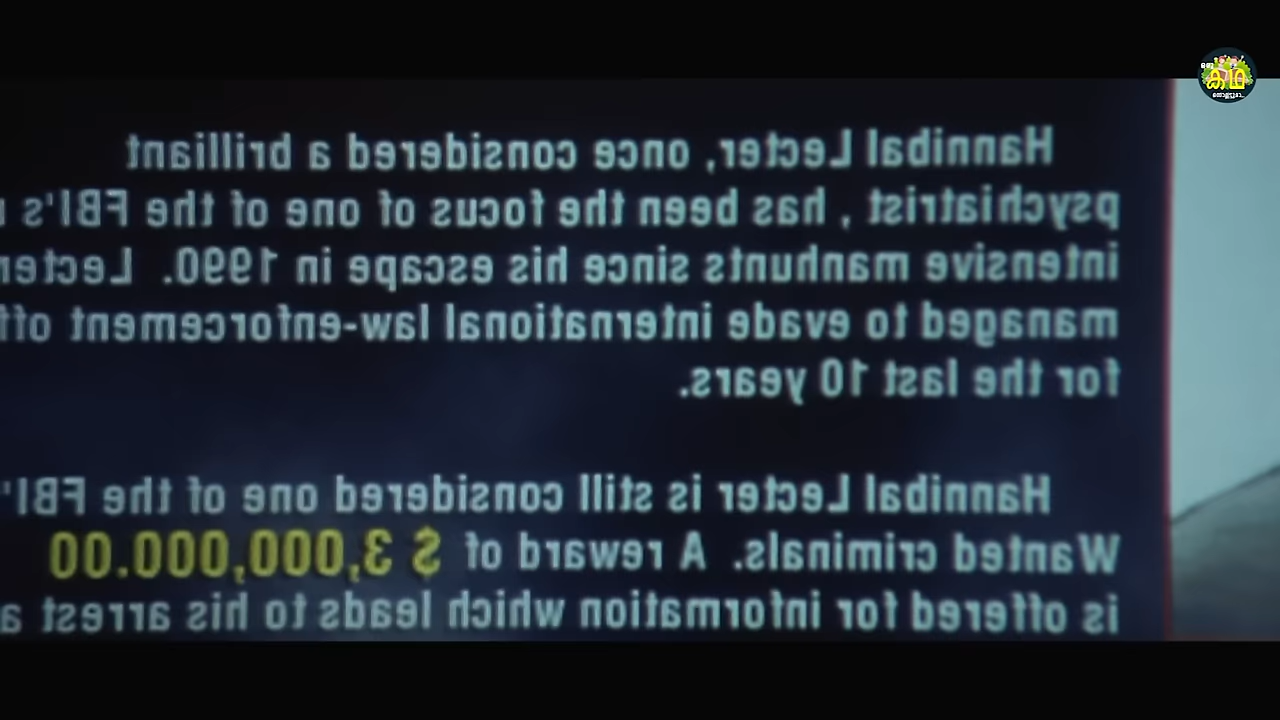 Hannibal Lecter, once considered a brilliant
psychiatrist , has been the focus of one of the FBI's
intensive manhunts since his escape in 1990. Lecter
managed to evade international law-enforcement
for the last 10 years.
Hannibal Lecter is still considered one of the FBI'
Wanted criminals. A reward of $ 3,000,000.00
is offered for information which leads to his arrest
കഥ